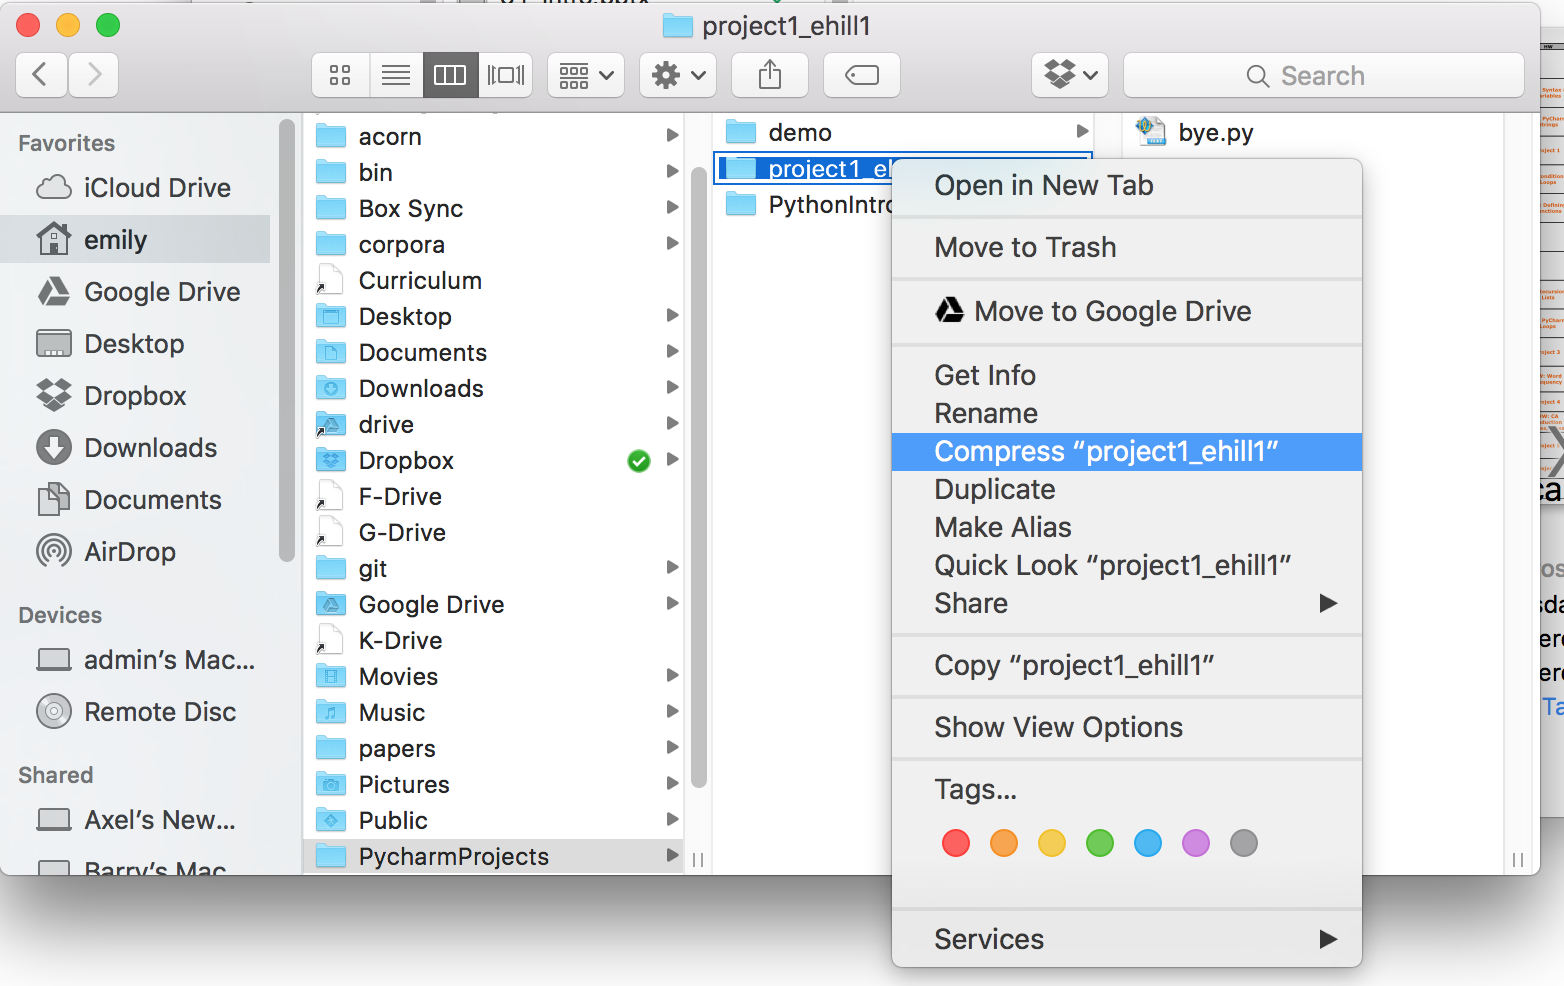 project1_ehill1
Search
Favorites
iCloud Drive
emily
Google Drive
Desktop
Dropbox
Downloads
Documents
AirDrop
Devices
admin’s Mac...
Remote Disc
Shared
Axel’s New...
Barry’s Mac
acorn
bin
Box Sync
corpora
Curriculum
Desktop
Documents
Downloads
drive
Dropbox
F-Drive
G-Drive
git
Google Drive
K-Drive
Movies
Music
papers
Pictures
Public
PycharmProjects
demo
project1_eh
PythonIntro
bye.py
Open in New Tab
Move to Trash
Move to Google Drive
Get Info
Rename
Compress “project1_ehill1”
Duplicate
Make Alias
Quick Look “project1_ehill1”
Share
Copy “project1_ehill1”
Show View Options
Tags...
Services